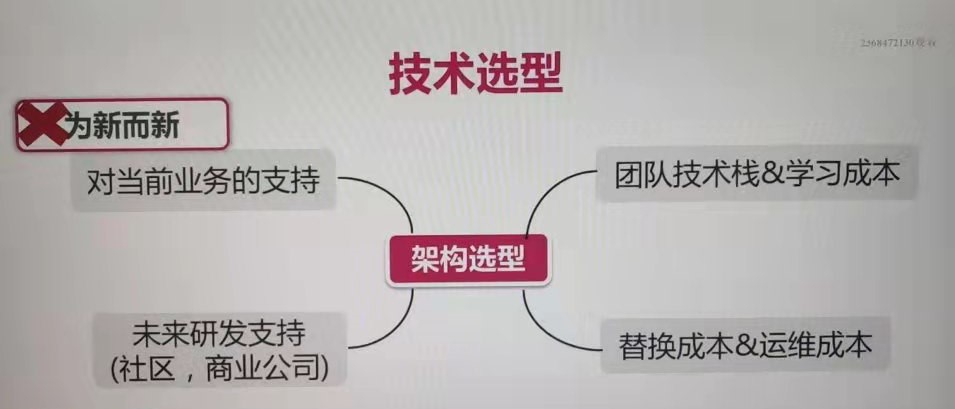 技术选型
为新而新
对当前业务的支持
团队技术栈&学习成本
架构选型
未来研发支持
(社区，商业公司)
替换成本&运维成本